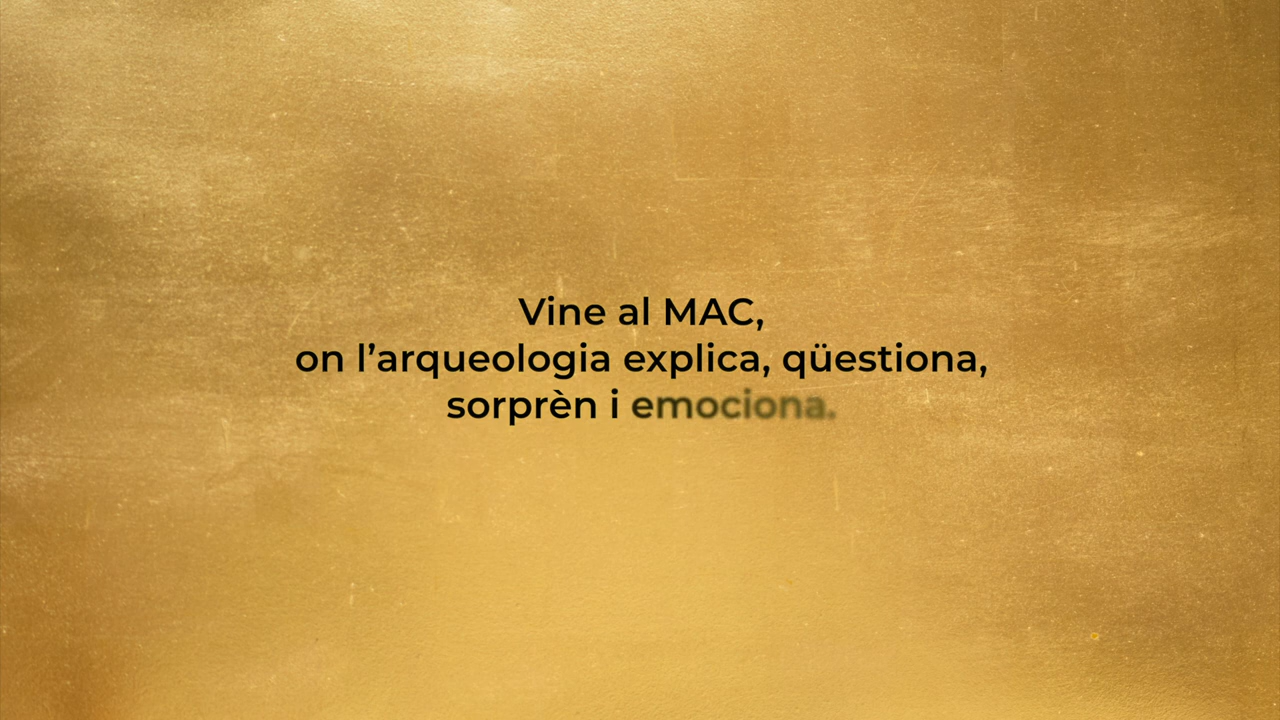 Vine al MAC,
on l’arqueologia explica, qüestiona,
sorprèn i emociona.